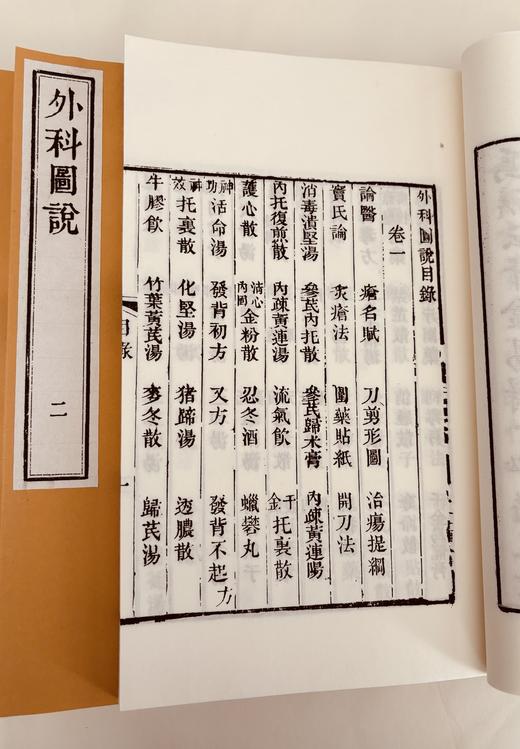 外科圖說目錄
卷一
論醫 瘡名賦 刀剪形圖 治瘍提綱
竇氏論 灸瘡法 圍藥貼紙 開刀法
消毒潰堅湯 參芪內托散 參芪歸朮膏 內疎黃連湯
內托復煎散 內疎黃連湯 流氣飲 千金托裏散
護心散 內固清心金粉散 忍冬酒 蠟礬丸
神功活命湯 發背初方 又方 發背不起方
神效托裏散 化堅湯 猪蹄湯 透膿散
牛膠飲 竹葉黃芪湯 麥冬散 歸芪湯
目錄
一
外科圖說
二